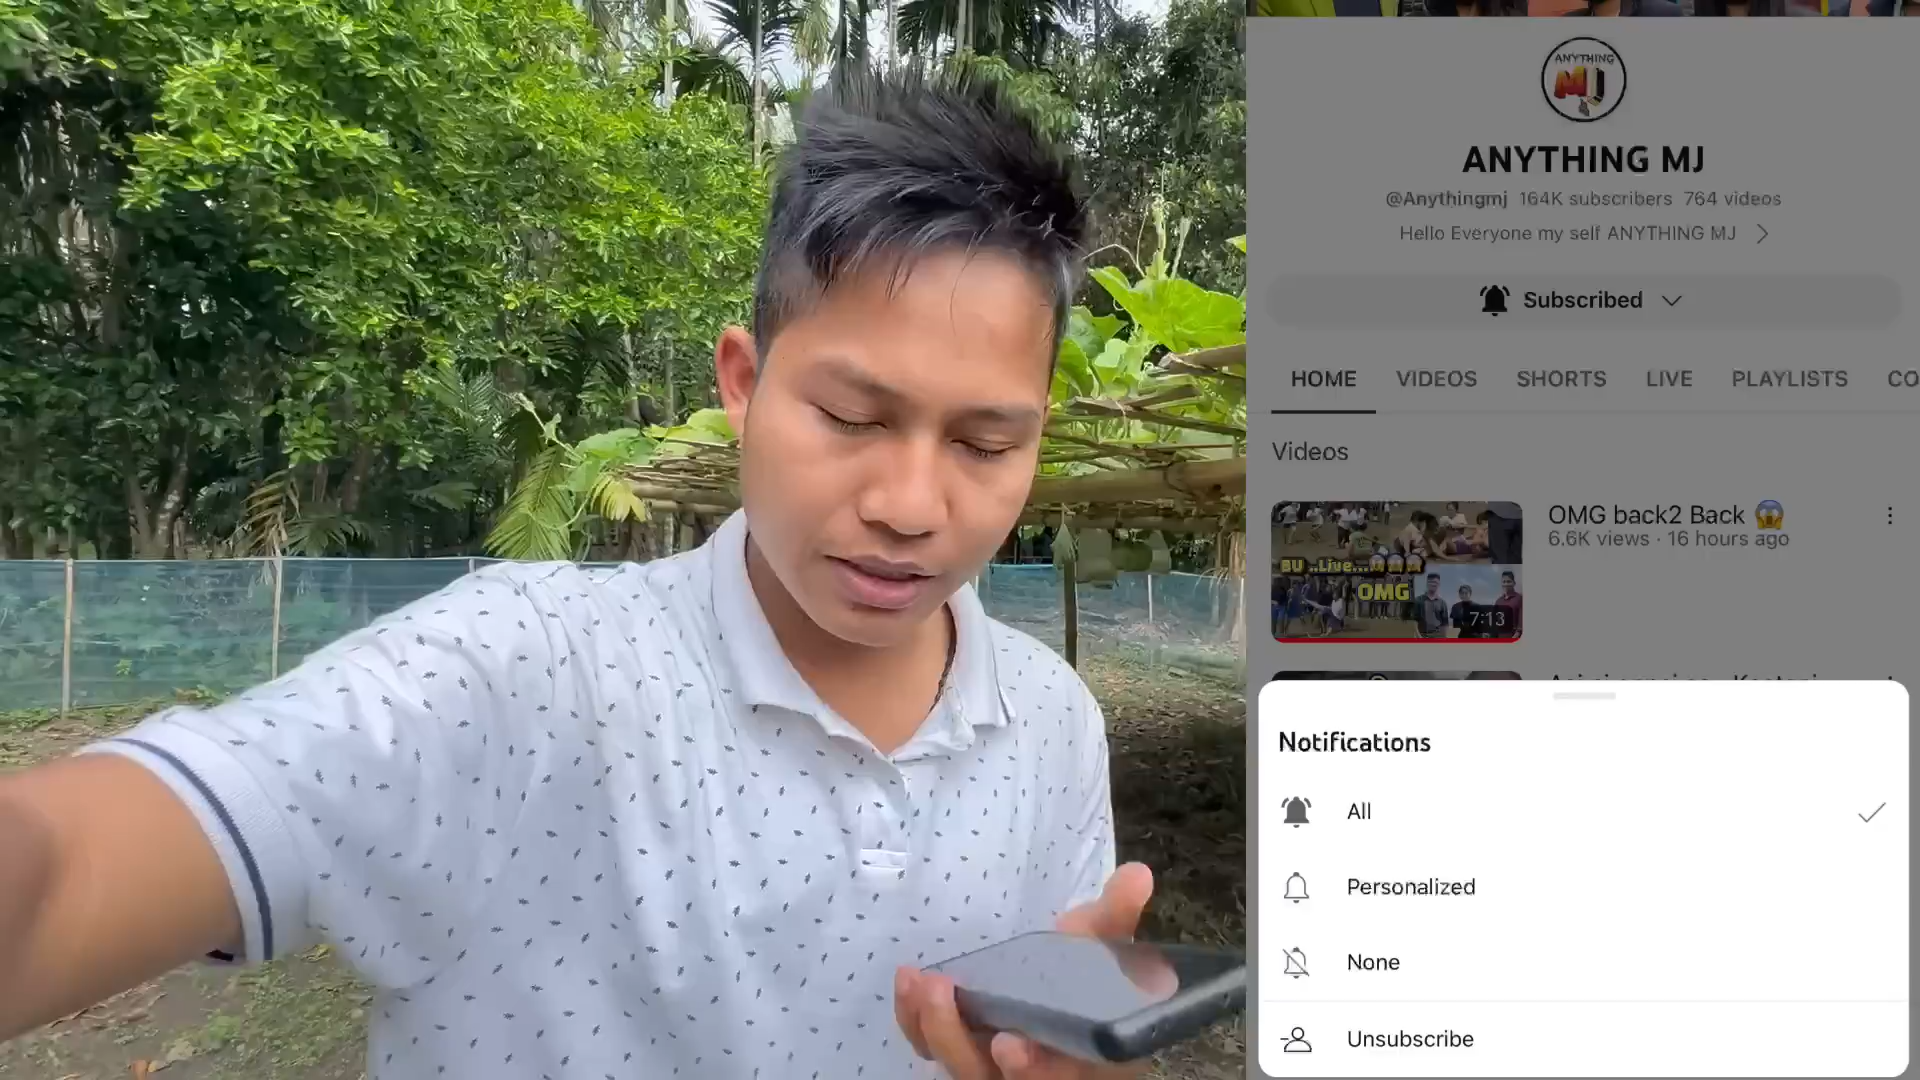 ANYTHING
MJ
ANYTHING MJ
@Anythingmj 164K subscribers 764 videos
Hello Everyone my self ANYTHING MJ
Subscribed
HOME VIDEOS SHORTS LIVE PLAYLISTS CO
Videos
OMG back2 Back 😱
6.6K views · 16 hours ago
BU ..Live....
OMG
7:13
Notifications
All
Personalized
None
Unsubscribe